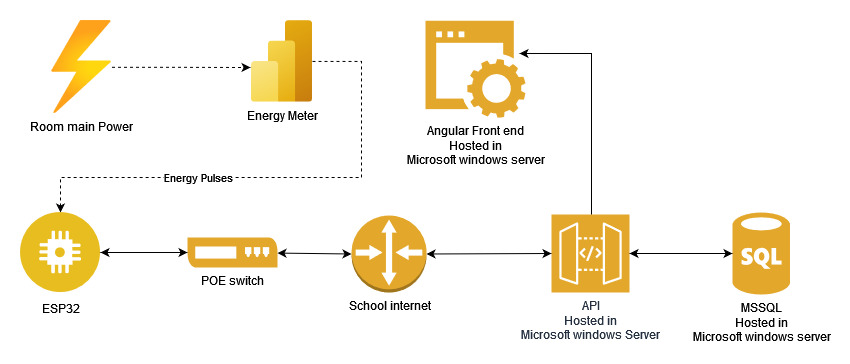 Room main Power
Energy Meter
Angular Front end
Hosted in
Microsoft windows server
Energy Pulses
ESP32
POE switch
School internet
</>
API
Hosted in
Microsoft windows Server
SQL
MSSQL
Hosted in
Microsoft windows server